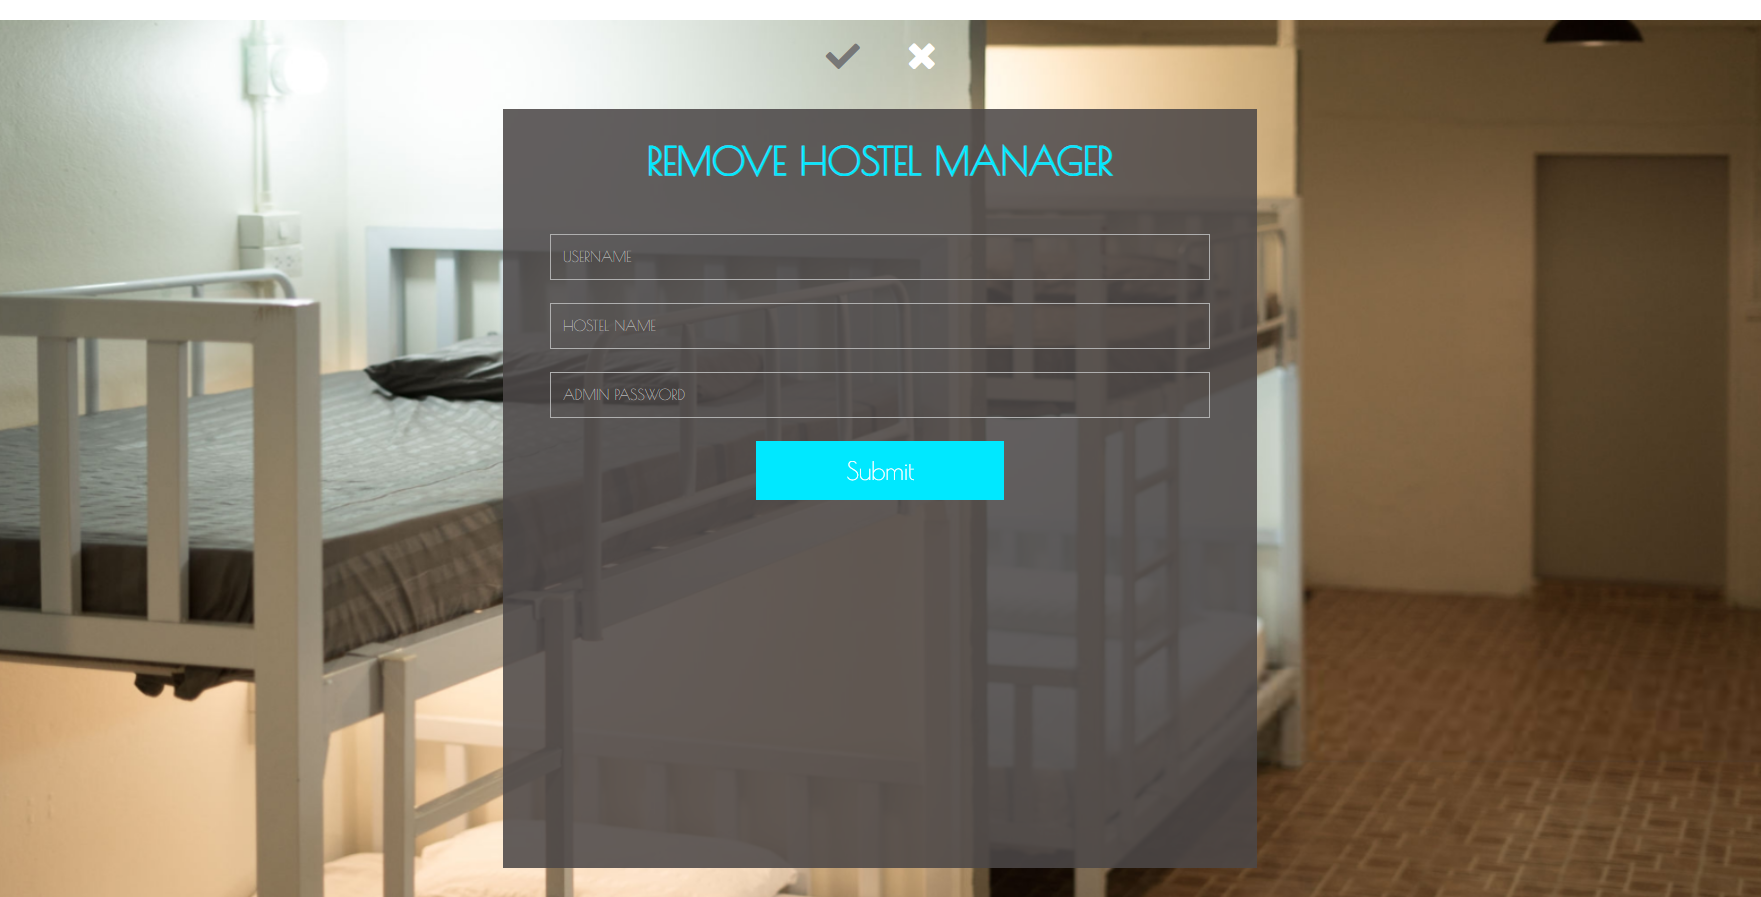 REMOVE HOSTEL MANAGER
USERNAME
HOSTEL NAME
ADMIN PASSWORD
Submit